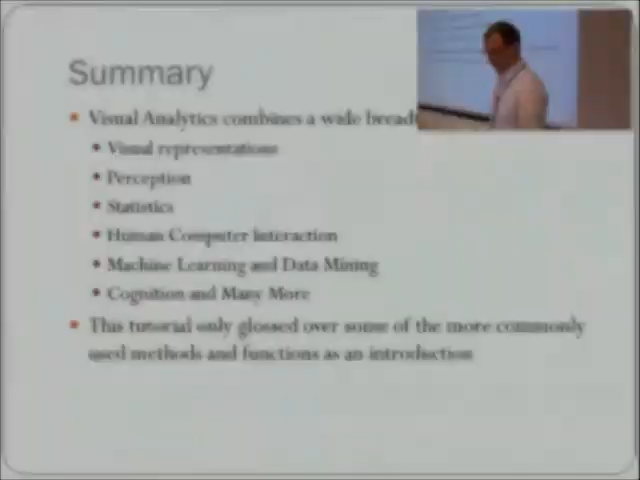 Summary
Visual Analytics combines a wide
Visual representations
Perception
Statistics
Human Computer Interaction
Machine Learning and Data Mining
Cognition and Many More
This tutorial only glossed over some of the more commonly
used methods and functions as an introduction